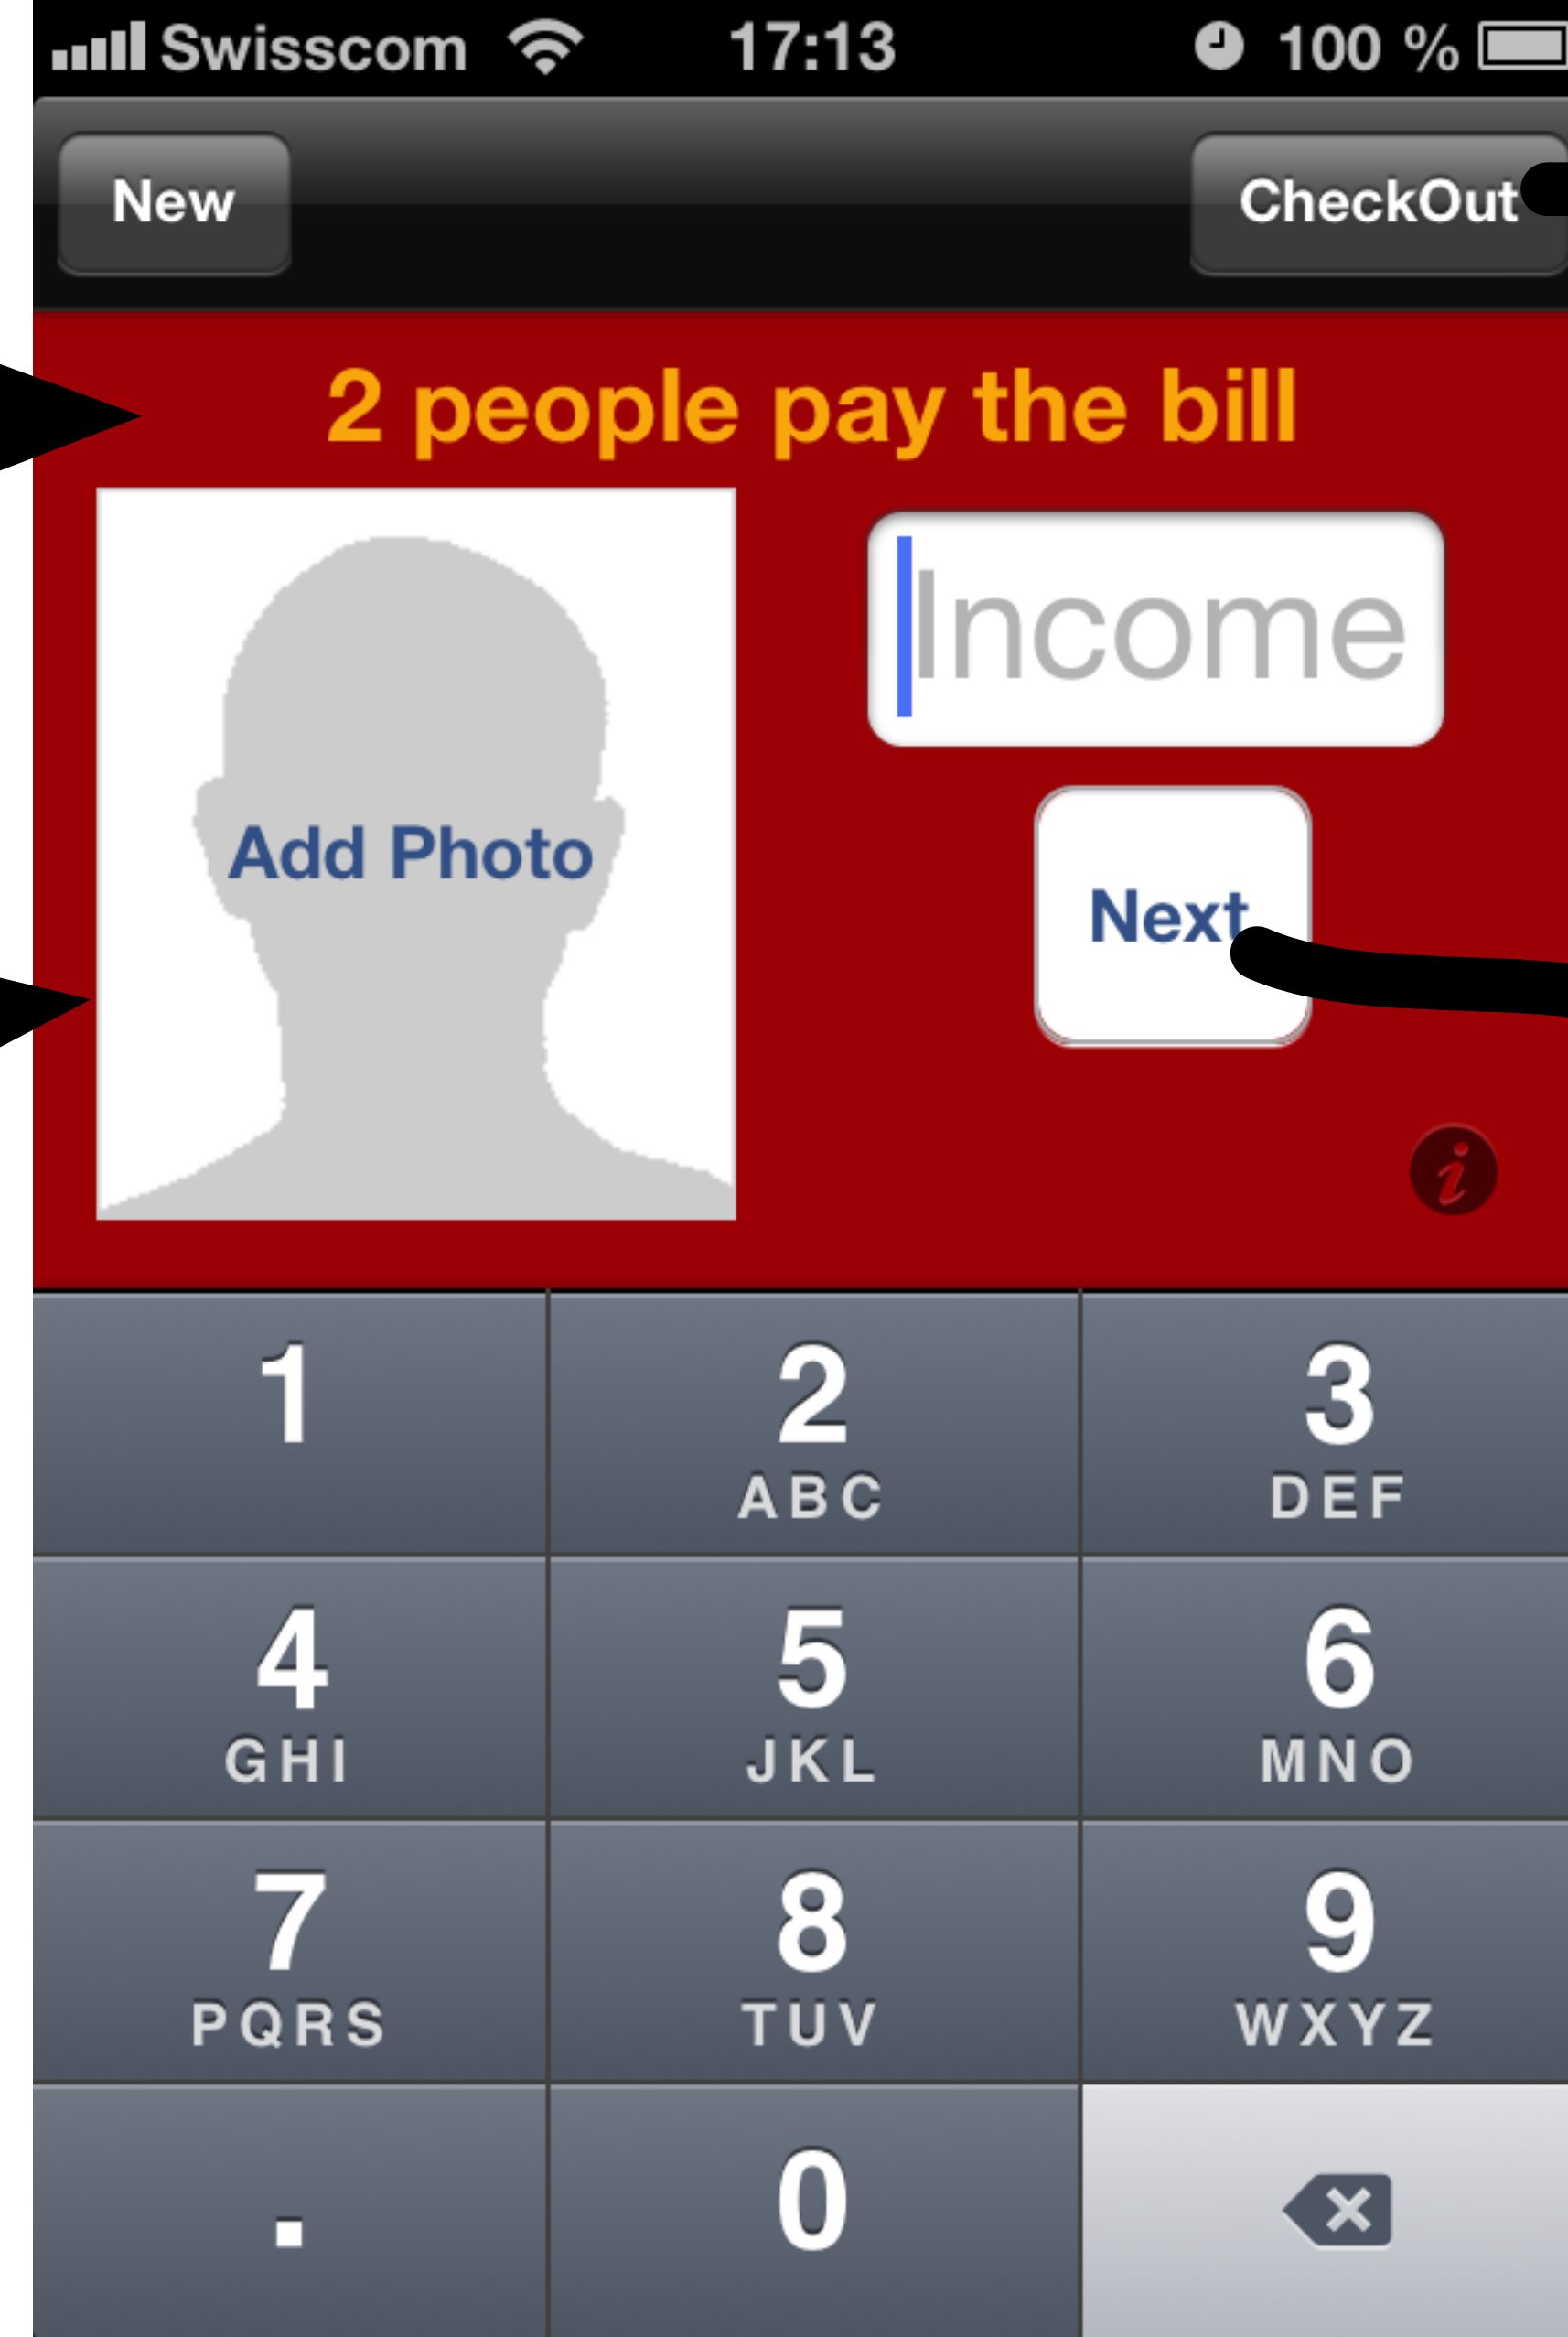 Swisscom 17:13 100 %
New CheckOut
2 people pay the bill
Income
Add Photo
Next
i
1 2 3
ABC DEF
4 5 6
GHI JKL MNO
7 8 9
PQRS TUV WXYZ
. 0